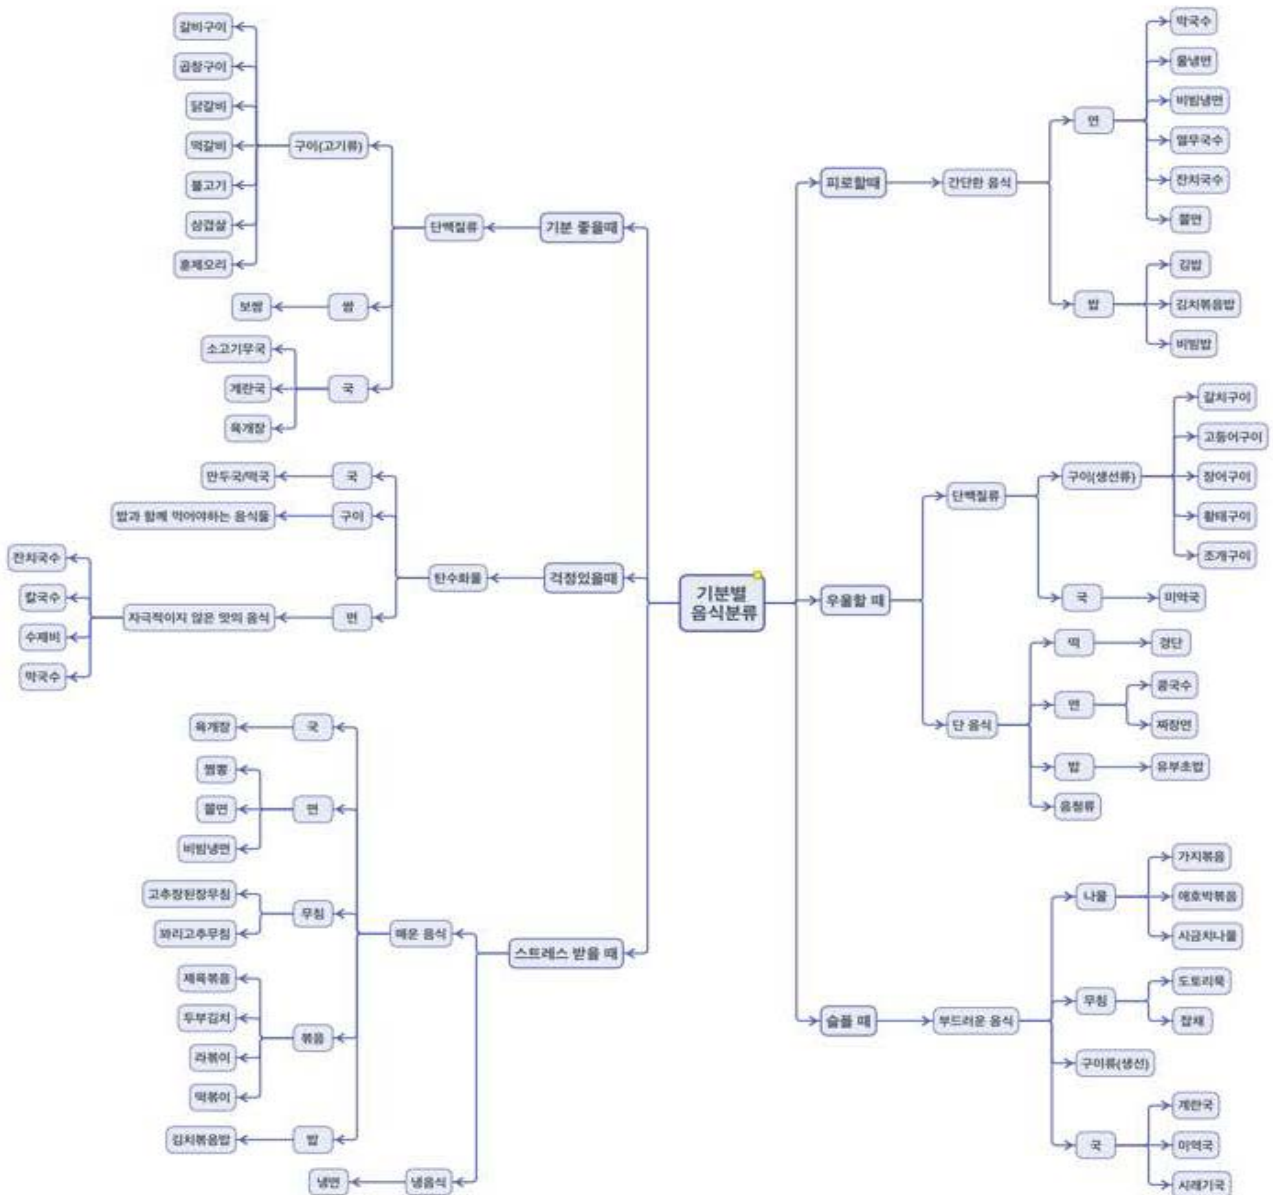 기분별
음식분류
기분 좋을때
단백질류
구이(고기류)
갈비구이
곱창구이
닭갈비
떡갈비
불고기
삼겹살
훈제오리
쌈
보쌈
국
소고기무국
계란국
육개장
걱정있을때
탄수화물
국
만두국/떡국
구이
밥과 함께 먹어야하는 음식물
면
자극적이지 않은 맛의 음식
잔치국수
칼국수
수제비
막국수
스트레스 받을 때
매운 음식
국
육개장
면
짬뽕
쫄면
비빔냉면
무침
고추장된장무침
꽈리고추무침
볶음
제육볶음
두부김치
라볶이
떡볶이
밥
김치볶음밥
냉음식
냉면
피로할때
간단한 음식
면
막국수
물냉면
비빔냉면
열무국수
잔치국수
쫄면
밥
김밥
김치볶음밥
비빔밥
우울할 때
단백질류
구이(생선류)
갈치구이
고등어구이
장어구이
황태구이
조개구이
국
미역국
단 음식
떡
경단
면
콩국수
짜장면
밥
유부초밥
음청류
슬플 때
부드러운 음식
나물
가지볶음
애호박볶음
시금치나물
무침
도토리묵
잡채
구이류(생선)
국
계란국
미역국
시래기국